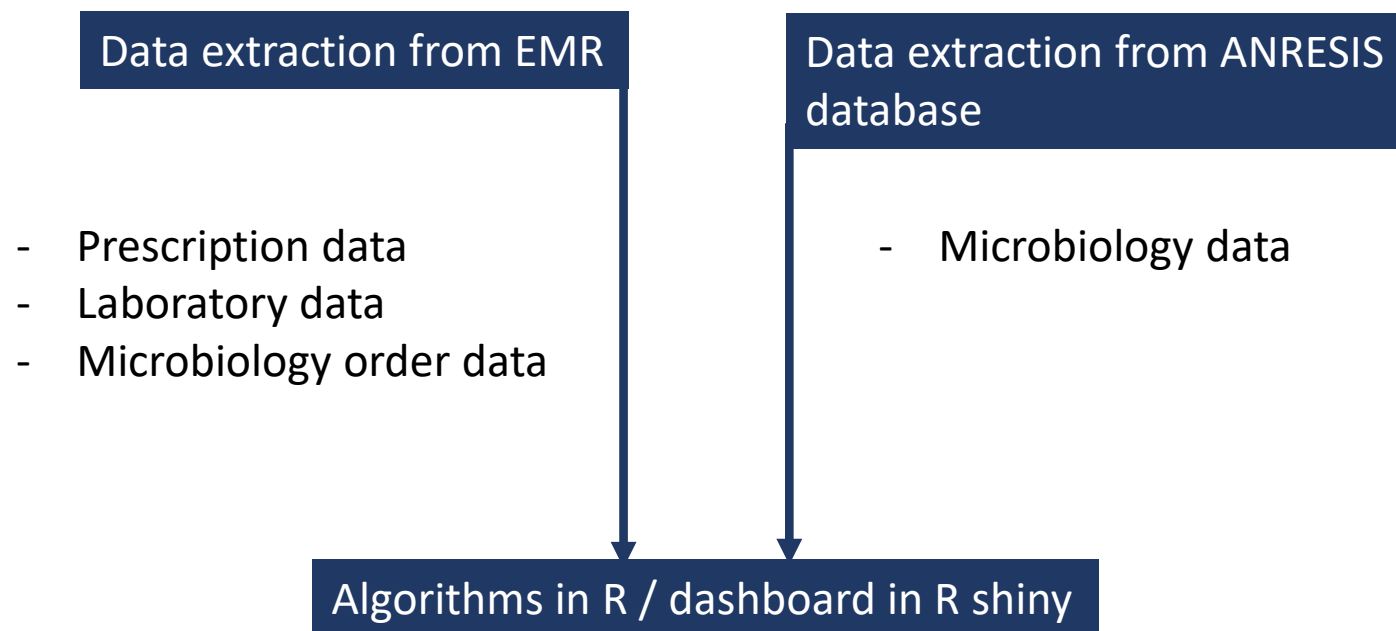 Data extraction from EMR
Data extraction from ANRESIS
database
- Prescription data
- Laboratory data
- Microbiology order data
- Microbiology data
Algorithms in R / dashboard in R shiny